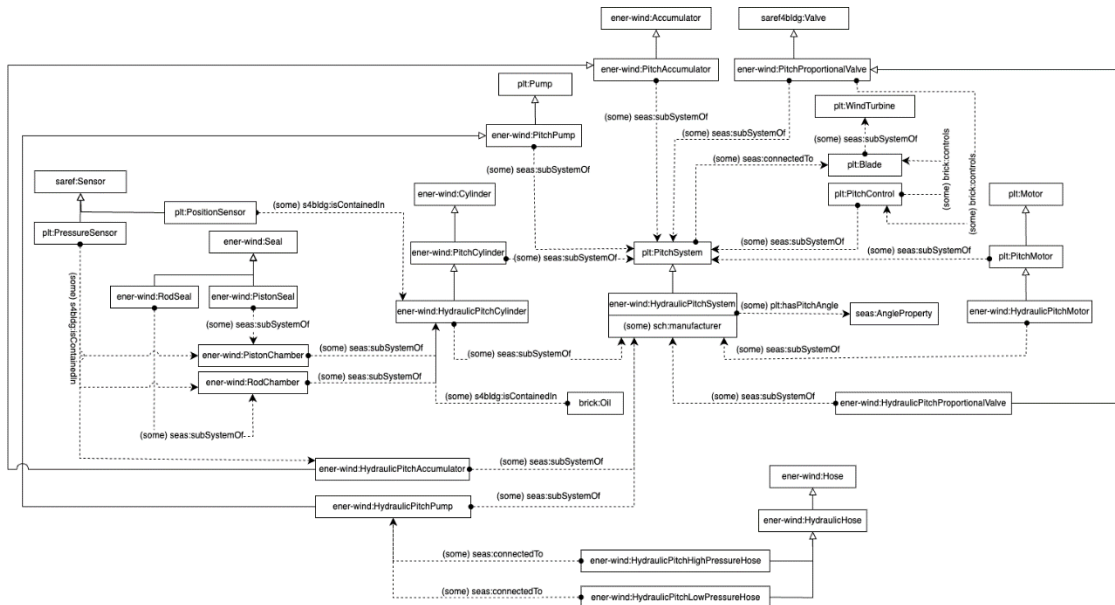 ener-wind:Accumulator
saref4bldg:Valve
ener-wind:PitchAccumulator
ener-wind:PitchProportionalValve
plt:Pump
plt:WindTurbine
ener-wind:PitchPump
(some) seas:subSystemOf
(some) seas:subSystemOf
(some) seas:subSystemOf
(some) seas:subSystemOf
(some) seas:connectedTo
plt:Blade
(some) brick:controls
(some) brick:controls
saref:Sensor
ener-wind:Cylinder
plt:PitchControl
plt:Motor
(some) s4bldg:isContainedIn
plt:PositionSensor
plt:PressureSensor
ener-wind:Seal
(some) seas:subSystemOf
ener-wind:PitchCylinder
(some) seas:subSystemOf
plt:PitchSystem
(some) seas:subSystemOf
plt:PitchMotor
(some) s4bldg:isContainedIn
ener-wind:RodSeal
ener-wind:PistonSeal
ener-wind:HydraulicPitchCylinder
ener-wind:HydraulicPitchSystem
(some) plt:hasPitchAngle
seas:AngleProperty
ener-wind:HydraulicPitchMotor
(some) sch:manufacturer
(some) seas:subSystemOf
ener-wind:PistonChamber
(some) seas:subSystemOf
(some) seas:subSystemOf
(some) seas:subSystemOf
ener-wind:RodChamber
(some) seas:subSystemOf
(some) s4bldg:isContainedIn
brick:Oil
(some) seas:subSystemOf
ener-wind:HydraulicPitchProportionalValve
(some) seas:subSystemOf
ener-wind:HydraulicPitchAccumulator
(some) seas:subSystemOf
ener-wind:Hose
ener-wind:HydraulicPitchPump
(some) seas:subSystemOf
ener-wind:HydraulicHose
(some) seas:connectedTo
ener-wind:HydraulicPitchHighPressureHose
(some) seas:connectedTo
ener-wind:HydraulicPitchLowPressureHose